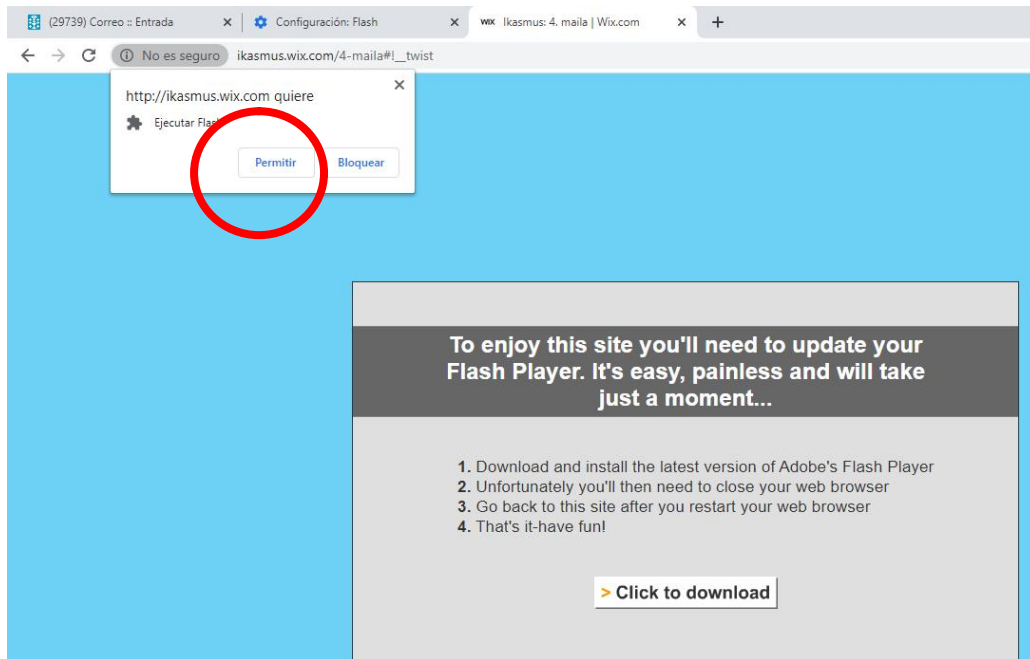 (29739) Correo :: Entrada
Configuración: Flash
WIX Ikasmus: 4. maila | Wix.com
No es seguro ikasmus.wix.com/4-maila#!__twist
http://ikasmus.wix.com quiere
Ejecutar Flash
Permitir Bloquear
To enjoy this site you'll need to update your
Flash Player. It's easy, painless and will take
just a moment...
1. Download and install the latest version of Adobe's Flash Player
2. Unfortunately you'll then need to close your web browser
3. Go back to this site after you restart your web browser
4. That's it-have fun!
> Click to download